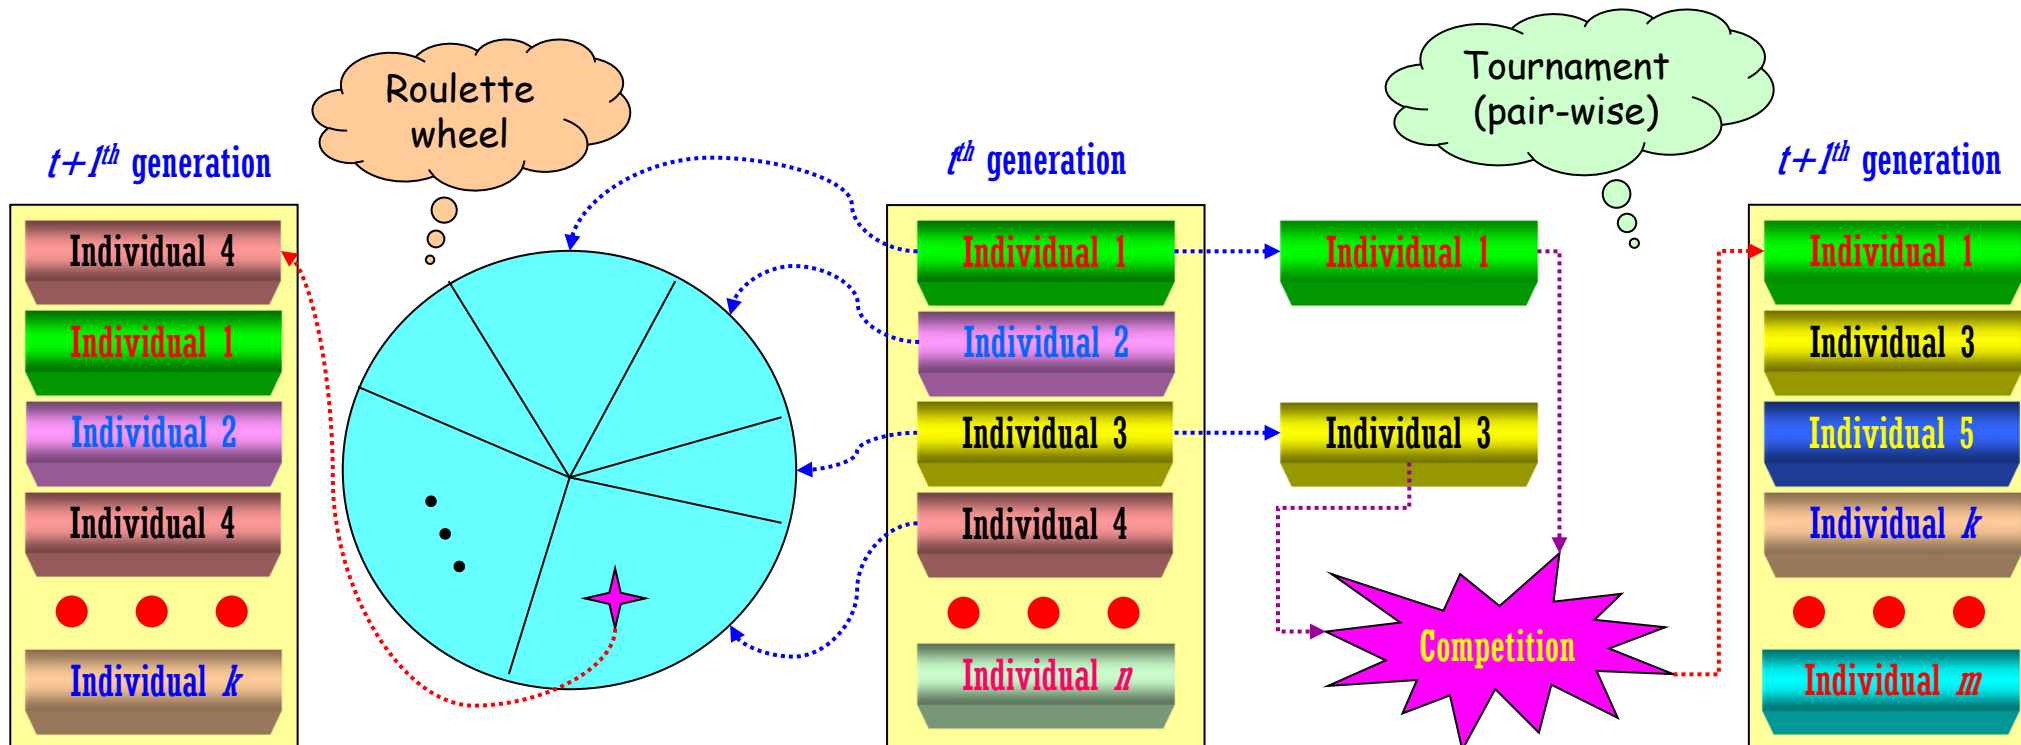 Roulette
wheel
Tournament
(pair-wise)
t+1th generation
Individual 4
Individual 1
Individual 2
Individual 4
Individual k
tth generation
Individual 1
Individual 2
Individual 3
Individual 4
Individual n
Individual 1
Individual 3
Competition
t+1th generation
Individual 1
Individual 3
Individual 5
Individual k
Individual m